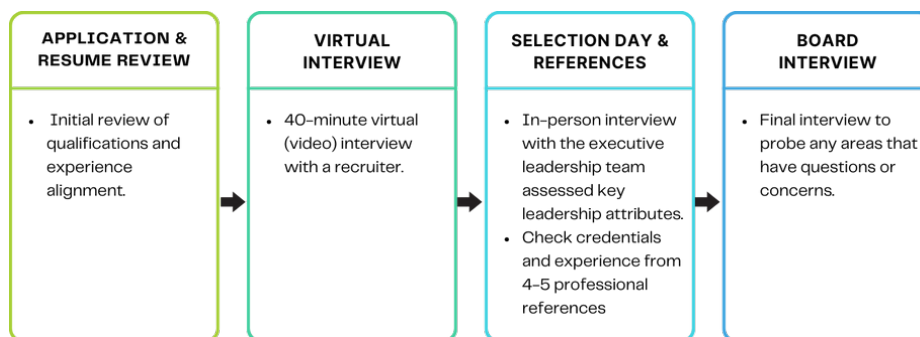 APPLICATION &
RESUME REVIEW
• Initial review of
qualifications and
experience
alignment.
VIRTUAL
INTERVIEW
• 40-minute virtual
(video) interview
with a recruiter.
SELECTION DAY &
REFERENCES
• In-person interview
with the executive
leadership team
assessed key
leadership attributes.
• Check credentials
and experience from
4-5 professional
references
BOARD
INTERVIEW
• Final interview to
probe any areas that
have questions or
concerns.